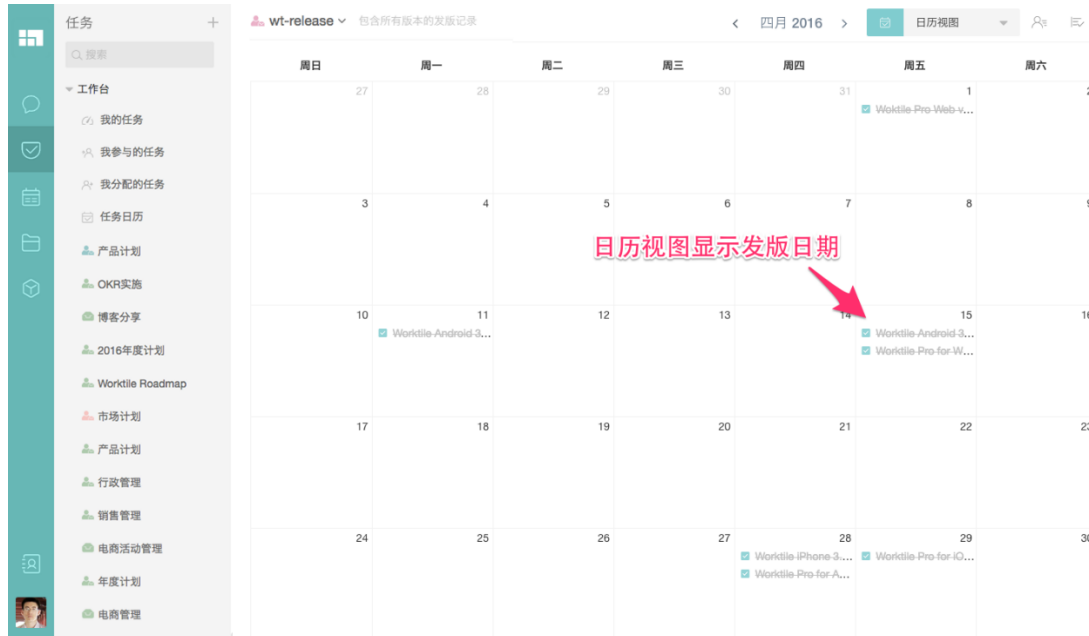 任务 +
搜索
工作台
我的任务
我参与的任务
我分配的任务
任务日历
产品计划
OKR实施
博客分享
2016年度计划
Worktile Roadmap
市场计划
产品计划
行政管理
销售管理
电商活动管理
年度计划
电商管理
wt-release 包含所有版本的发版记录
< 四月 2016 > 日历视图
周日 周一 周二 周三 周四 周五 周六
27 28 29 30 31 1 2
Woktile Pro Web v...
3 4 5 6 7 8 9
日历视图显示发版日期
10 11 12 13 14 15 16
Worktile Android 3... Worktile Android 3...
Worktile Pro for W...
17 18 19 20 21 22 23
24 25 26 27 28 29 30
Worktile iPhone 3.... Worktile Pro for iO...
Worktile Pro for A...